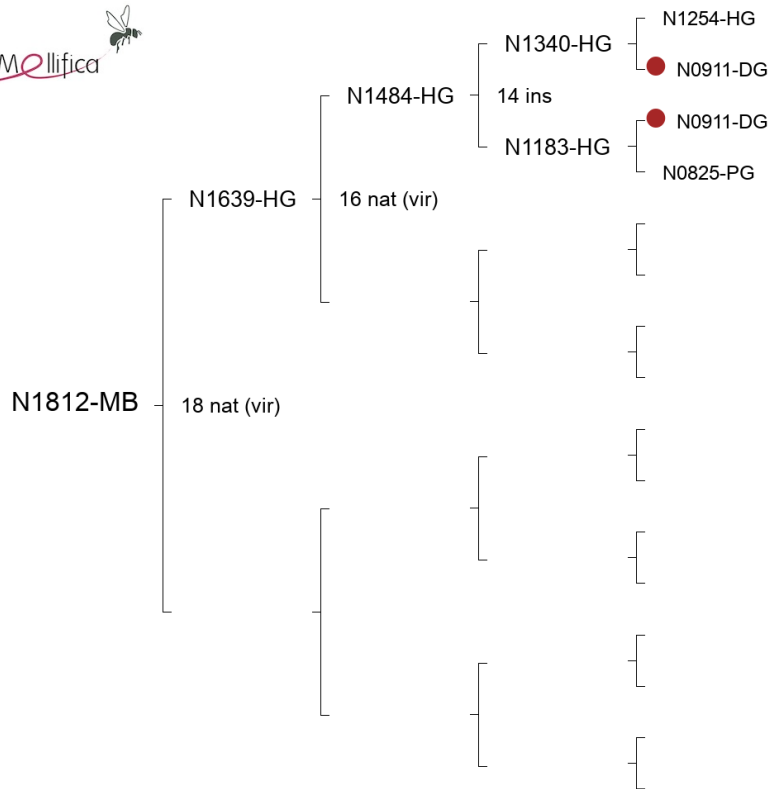 Mellifica
N1254-HG
N1340-HG
N0911-DG
N1484-HG
14 ins
N0911-DG
N1183-HG
N0825-PG
N1639-HG
16 nat (vir)
N1812-MB
18 nat (vir)